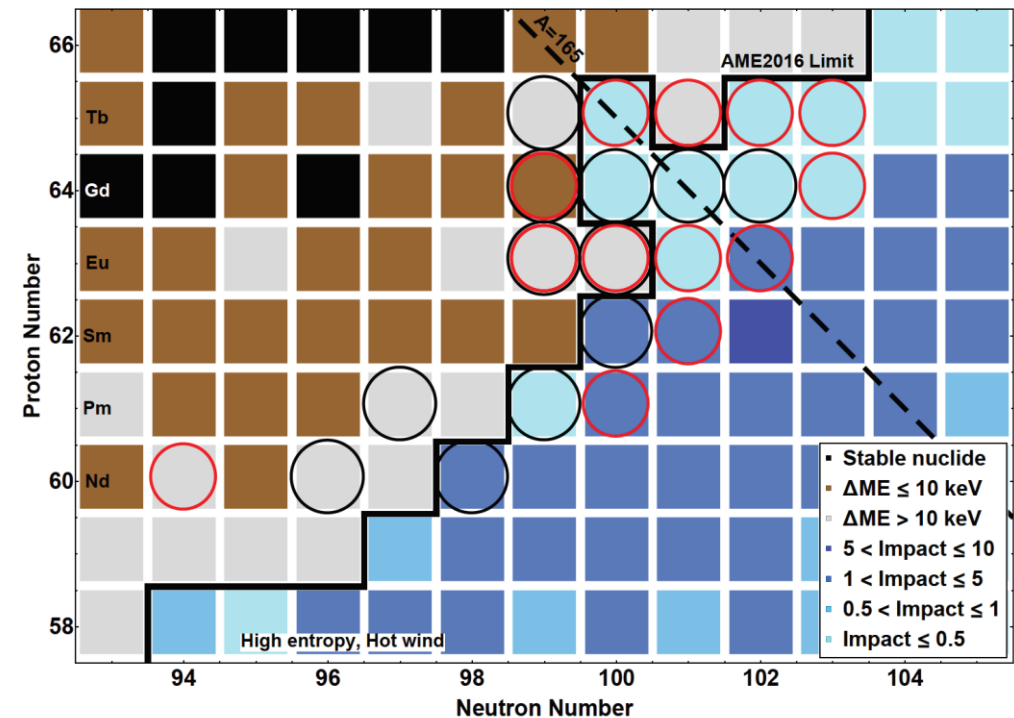 66
Tb
Gd
64
Eu
Sm
62
Pm
Nd
60
58
Proton Number
A=165
AME2016 Limit
Stable nuclide
ΔME ≤ 10 keV
ΔME > 10 keV
5 < Impact ≤ 10
1 < Impact ≤ 5
0.5 < Impact ≤ 1
Impact ≤ 0.5
High entropy, Hot wind
94 96 98 100 102 104
Neutron Number